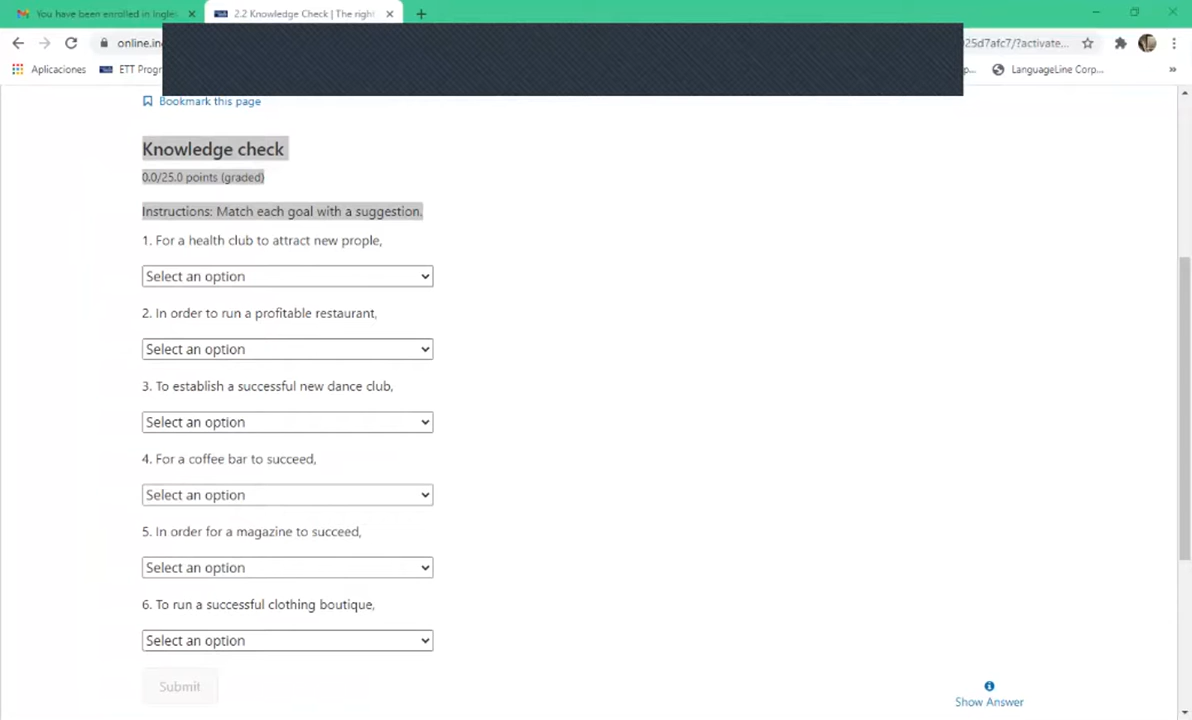 You have been enrolled in Ingle
2.2 Knowledge Check | The right
online.in
25d7afc7/?activate...
Aplicaciones
ETT Progr
p...
LanguageLine Corp...
Bookmark this page
Knowledge check
0.0/25.0 points (graded)
Instructions: Match each goal with a suggestion.
1. For a health club to attract new prople,
Select an option
2. In order to run a profitable restaurant,
Select an option
3. To establish a successful new dance club,
Select an option
4. For a coffee bar to succeed,
Select an option
5. In order for a magazine to succeed,
Select an option
6. To run a successful clothing boutique,
Select an option
Submit
Show Answer